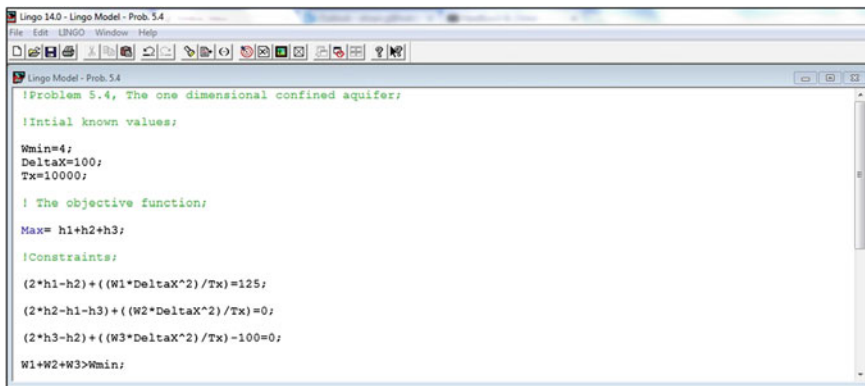 Lingo 14.0 - Lingo Model - Prob. 5.4
File Edit LINGO Window Help
Lingo Model - Prob. 5.4
!Problem 5.4, The one dimensional confined aquifer;
!Intial known values;
Wmin=4;
DeltaX=100;
Tx=10000;
! The objective function;
Max= h1+h2+h3;
!Constraints;
(2*h1-h2)+((W1*DeltaX^2)/Tx)=125;
(2*h2-h1-h3)+((W2*DeltaX^2)/Tx)=0;
(2*h3-h2)+((W3*DeltaX^2)/Tx)-100=0;
W1+W2+W3>Wmin;